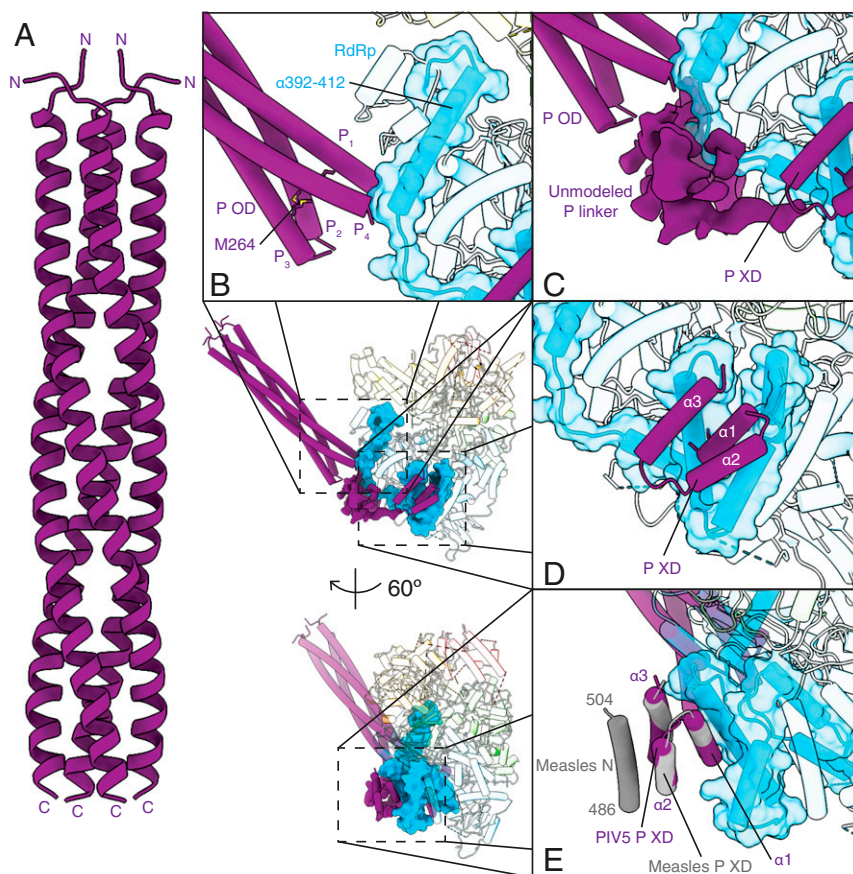 A
N
N
N
N
C
C
C
C
RdRp
α392-412
P₁
P OD
M264
P₂
P₃
P₄
B
C
P OD
Unmodeled
P linker
P XD
α3
α1
α2
P XD
D
60º
α3
504
Measles N
486
α2
PIV5 P XD
Measles P XD
α1
E